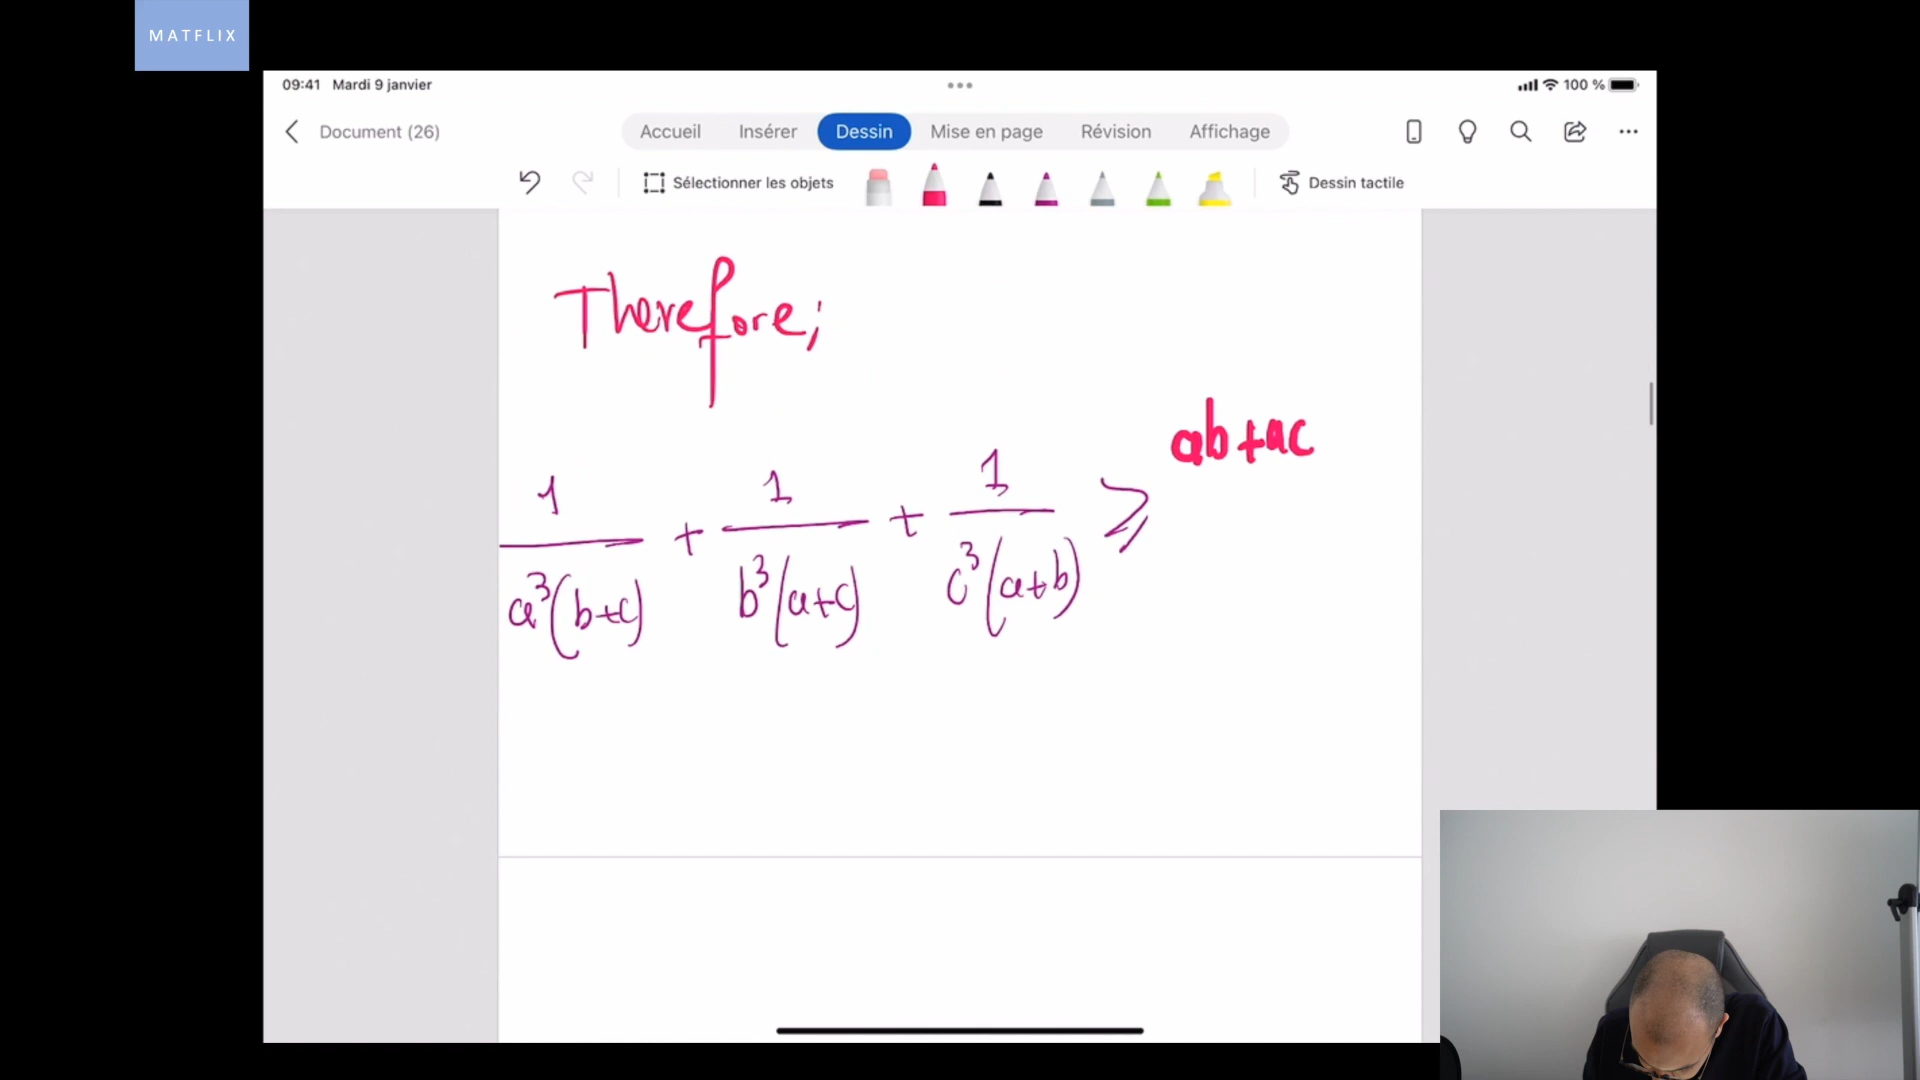 MATFLIX
09:41 Mardi 9 janvier
100 %
Document (26)
Accueil Insérer Dessin Mise en page Révision Affichage
Sélectionner les objets
Dessin tactile
Therefore;
1/a³(b+c) + 1/b³(a+c) + 1/c³(a+b) ⩾ ab+ac